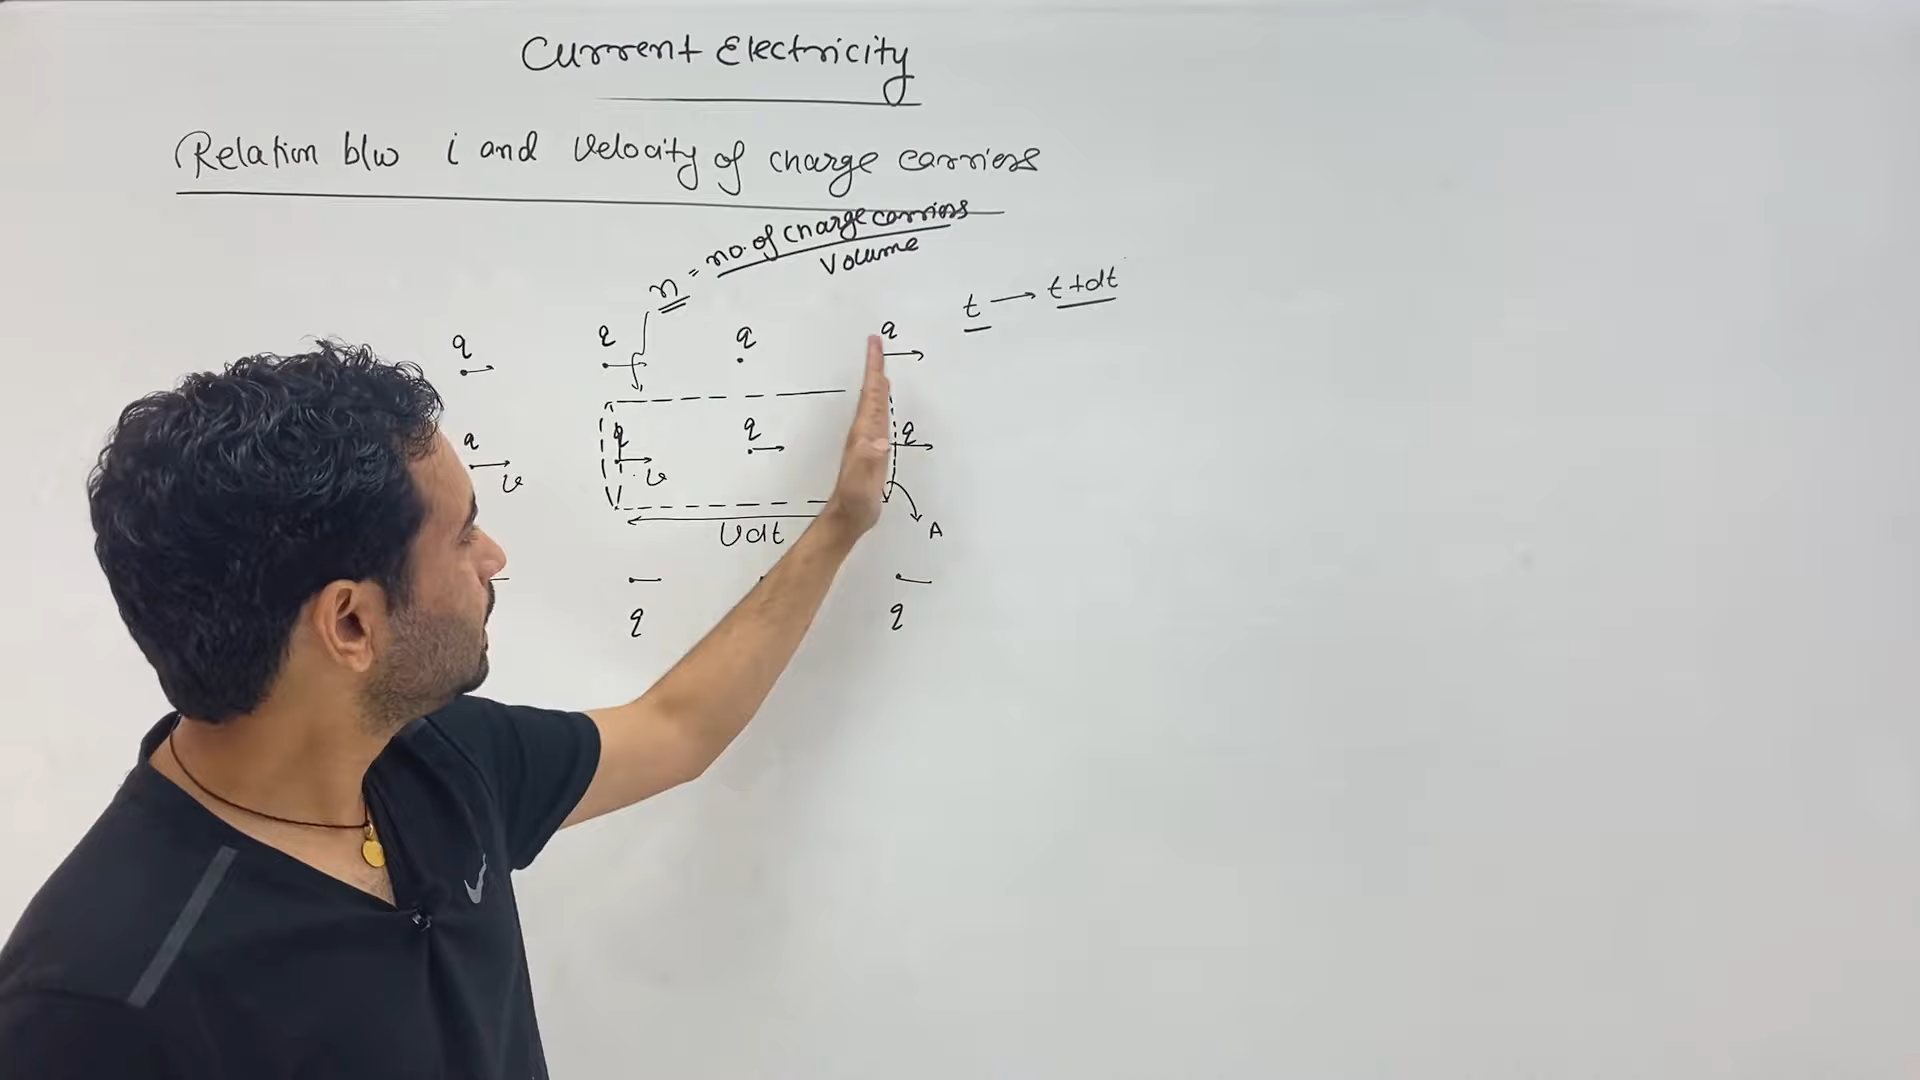 Current Electricity
Relation b/w i and velocity of charge carriers
n = no. of charge carriers
Volume
t → t+dt
q q q q
q q q q
v v
vdt
A
q q